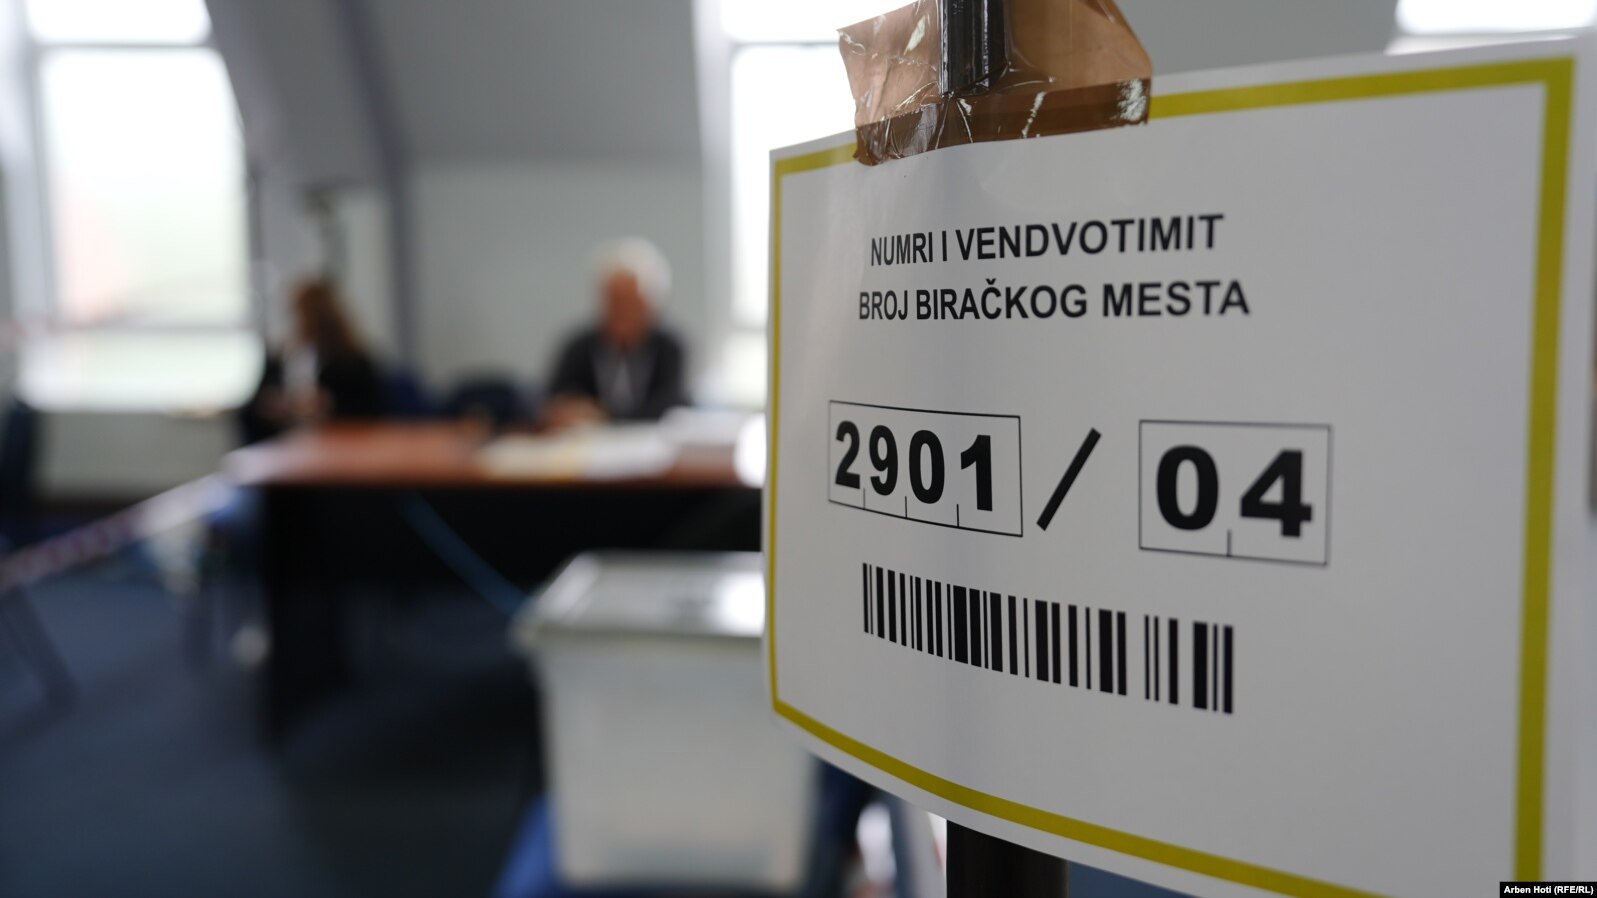 NUMRI I VENDVOTIMIT
BROJ BIRAČKOG MESTA
2901 / 04
Arben Hoti (RFE/RL)